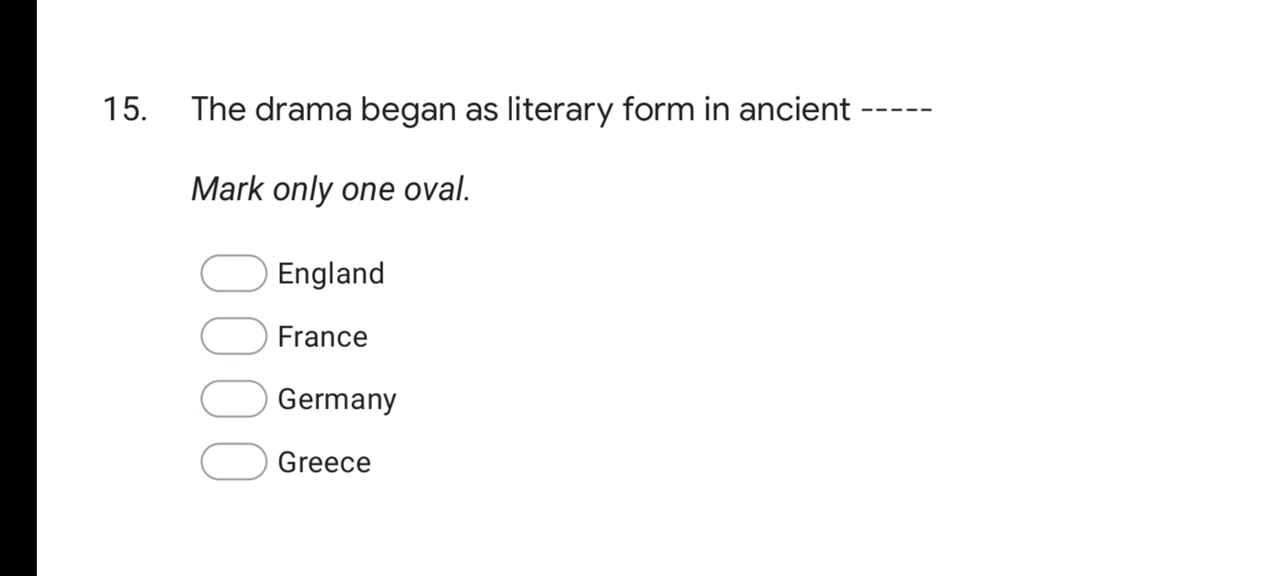 15. The drama began as literary form in ancient -----
Mark only one oval.
England
France
Germany
Greece